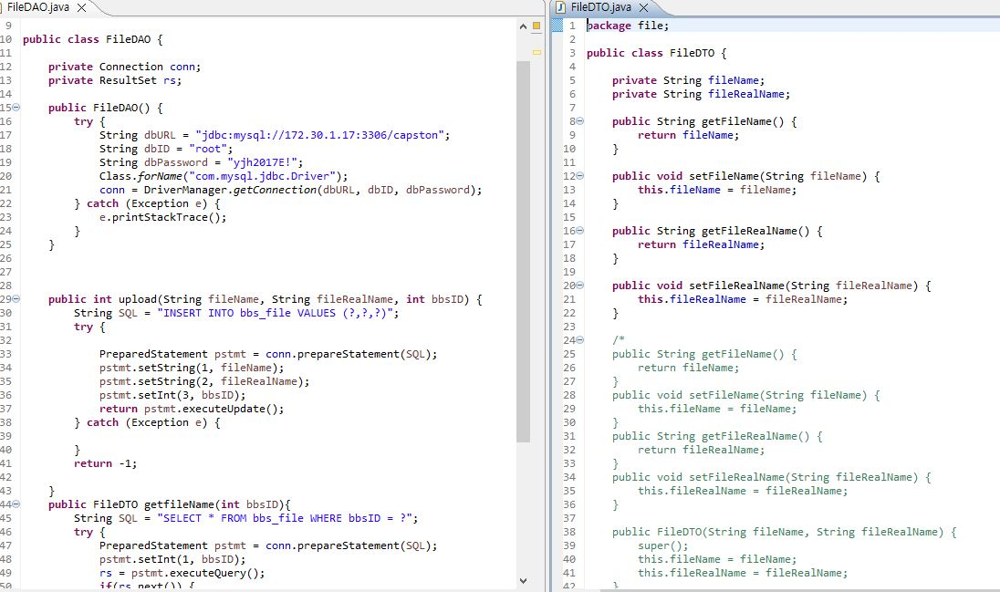 FileDAO.java
9
10 public class FileDAO {
11
12 private Connection conn;
13 private ResultSet rs;
14
15 public FileDAO() {
16 try {
17 String dbURL = "jdbc:mysql://172.30.1.17:3306/capston";
18 String dbID = "root";
19 String dbPassword = "yjh2017E!";
20 Class.forName("com.mysql.jdbc.Driver");
21 conn = DriverManager.getConnection(dbURL, dbID, dbPassword);
22 } catch (Exception e) {
23 e.printStackTrace();
24 }
25 }
26
27
28
29 public int upload(String fileName, String fileRealName, int bbsID) {
30 String SQL = "INSERT INTO bbs_file VALUES (?,?,?)";
31 try {
32
33 PreparedStatement pstmt = conn.prepareStatement(SQL);
34 pstmt.setString(1, fileName);
35 pstmt.setString(2, fileRealName);
36 pstmt.setInt(3, bbsID);
37 return pstmt.executeUpdate();
38 } catch (Exception e) {
39
40 }
41 return -1;
42
43 }
44 public FileDTO getfileName(int bbsID){
45 String SQL = "SELECT * FROM bbs_file WHERE bbsID = ?";
46 try {
47 PreparedStatement pstmt = conn.prepareStatement(SQL);
48 pstmt.setInt(1, bbsID);
49 rs = pstmt.executeQuery();
50 if(rs.next()) {
FileDTO.java
1 package file;
2
3 public class FileDTO {
4
5 private String fileName;
6 private String fileRealName;
7
8 public String getFileName() {
9 return fileName;
10 }
11
12 public void setFileName(String fileName) {
13 this.fileName = fileName;
14 }
15
16 public String getFileRealName() {
17 return fileRealName;
18 }
19
20 public void setFileRealName(String fileRealName) {
21 this.fileRealName = fileRealName;
22 }
23
24 /*
25 public String getFileName() {
26 return fileName;
27 }
28 public void setFileName(String fileName) {
29 this.fileName = fileName;
30 }
31 public String getFileRealName() {
32 return fileRealName;
33 }
34 public void setFileRealName(String fileRealName) {
35 this.fileRealName = fileRealName;
36 }
37
38 public FileDTO(String fileName, String fileRealName) {
39 super();
40 this.fileName = fileName;
41 this.fileRealName = fileRealName;
42 }